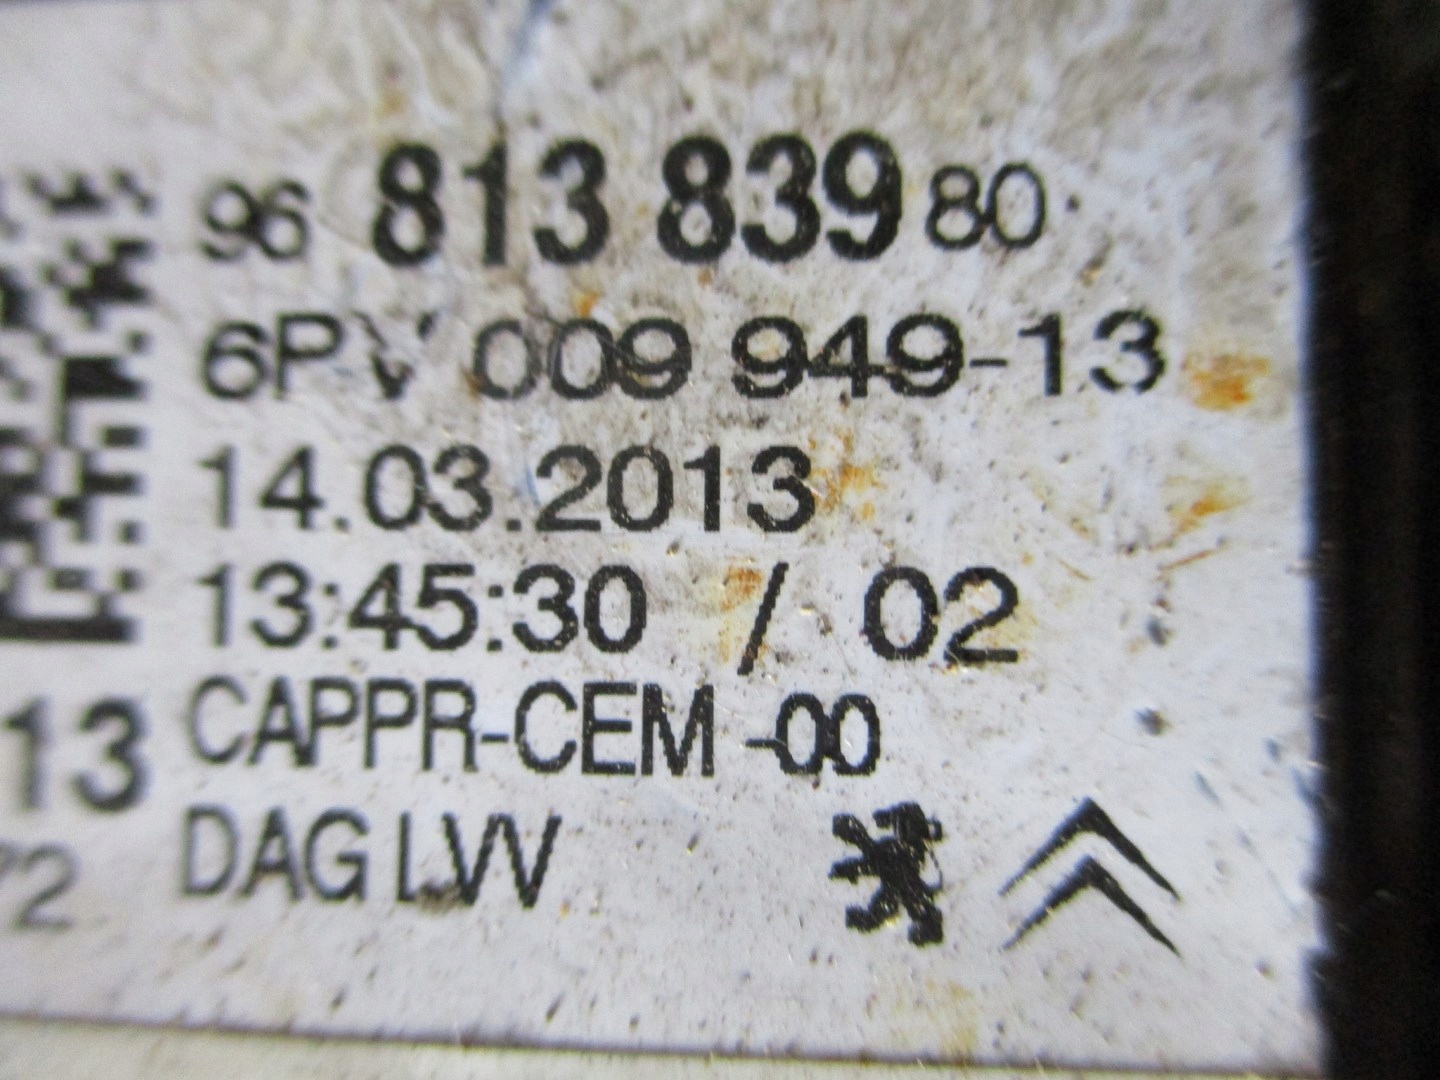 96 813 839 80
6PV 009 949-13
14.03.2013
13:45:30 / 02
13 CAPPR-CEM -00
72 DAG LVV